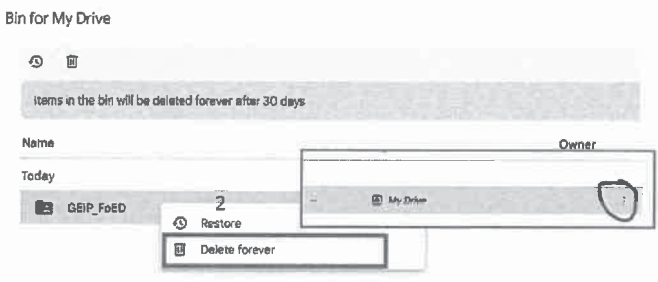 Bin for My Drive
Items in the bin will be deleted forever after 30 days
Name
Owner
Today
GEIP_FoED
2
My Drive
Restore
Delete forever